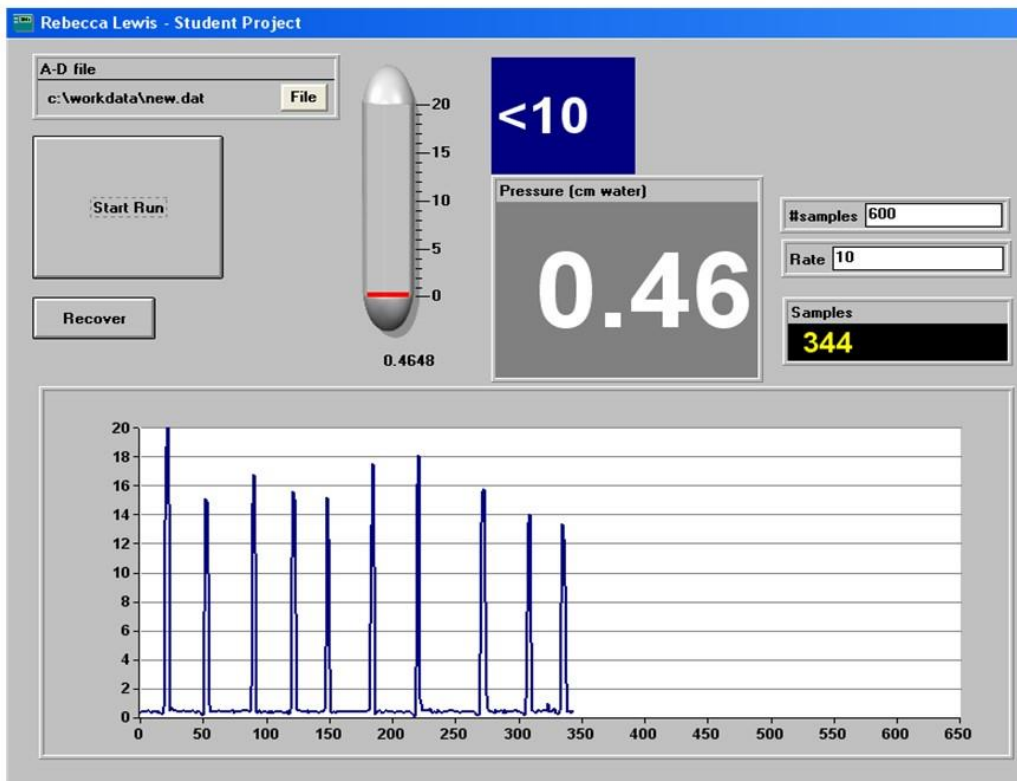 Rebecca Lewis - Student Project
A-D file
c:\workdata\new.dat
File
Start Run
Recover
20
15
10
5
0
0.4648
<10
Pressure (cm water)
0.46
#samples 600
Rate 10
Samples
344
20
18
16
14
12
10
8
6
4
2
0
0 50 100 150 200 250 300 350 400 450 500 550 600 650